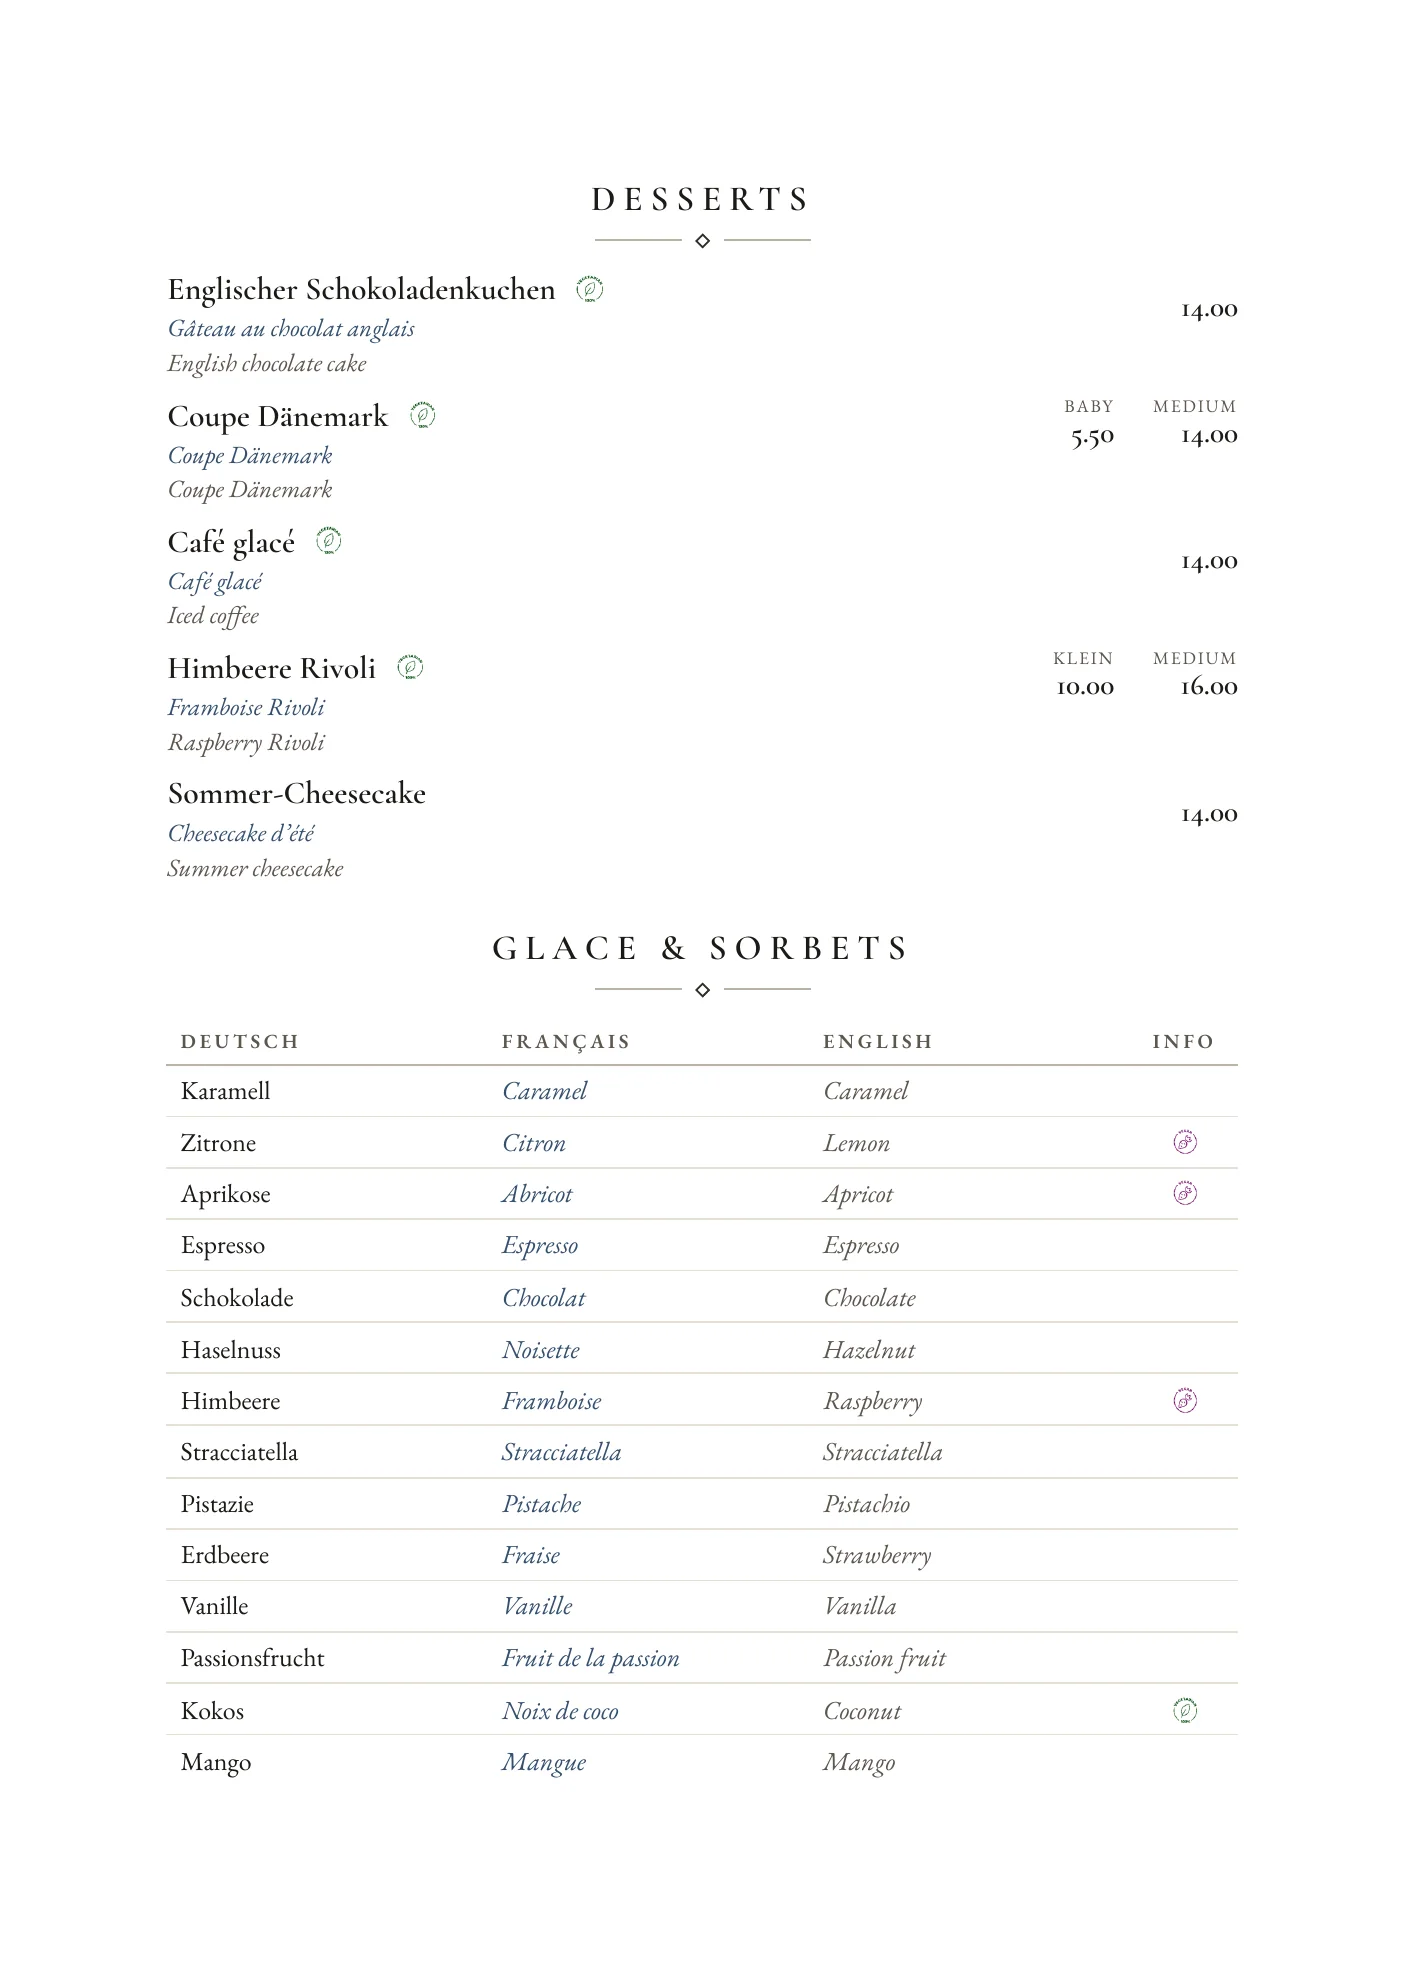 DESSERTS
Englischer Schokoladenkuchen
Gâteau au chocolat anglais
English chocolate cake
14.00
Coupe Dänemark
Coupe Dänemark
Coupe Dänemark
BABY MEDIUM
5.50 14.00
Café glacé
Café glacé
Iced coffee
14.00
Himbeere Rivoli
Framboise Rivoli
Raspberry Rivoli
KLEIN MEDIUM
10.00 16.00
Sommer-Cheesecake
Cheesecake d’été
Summer cheesecake
14.00
GLACE & SORBETS
DEUTSCH FRANÇAIS ENGLISH INFO
Karamell Caramel Caramel
Zitrone Citron Lemon VEGAN
Aprikose Abricot Apricot VEGAN
Espresso Espresso Espresso
Schokolade Chocolat Chocolate
Haselnuss Noisette Hazelnut
Himbeere Framboise Raspberry VEGAN
Stracciatella Stracciatella Stracciatella
Pistazie Pistache Pistachio
Erdbeere Fraise Strawberry
Vanille Vanille Vanilla
Passionsfrucht Fruit de la passion Passion fruit
Kokos Noix de coco Coconut
Mango Mangue Mango